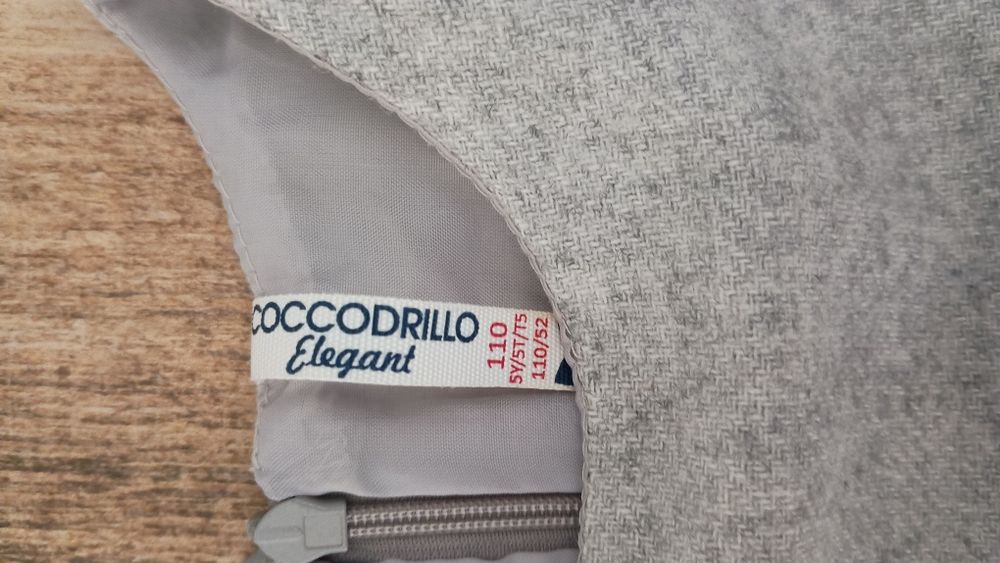 COCCODRILLO
Elegant
110
5Y/5T/T5
110/52